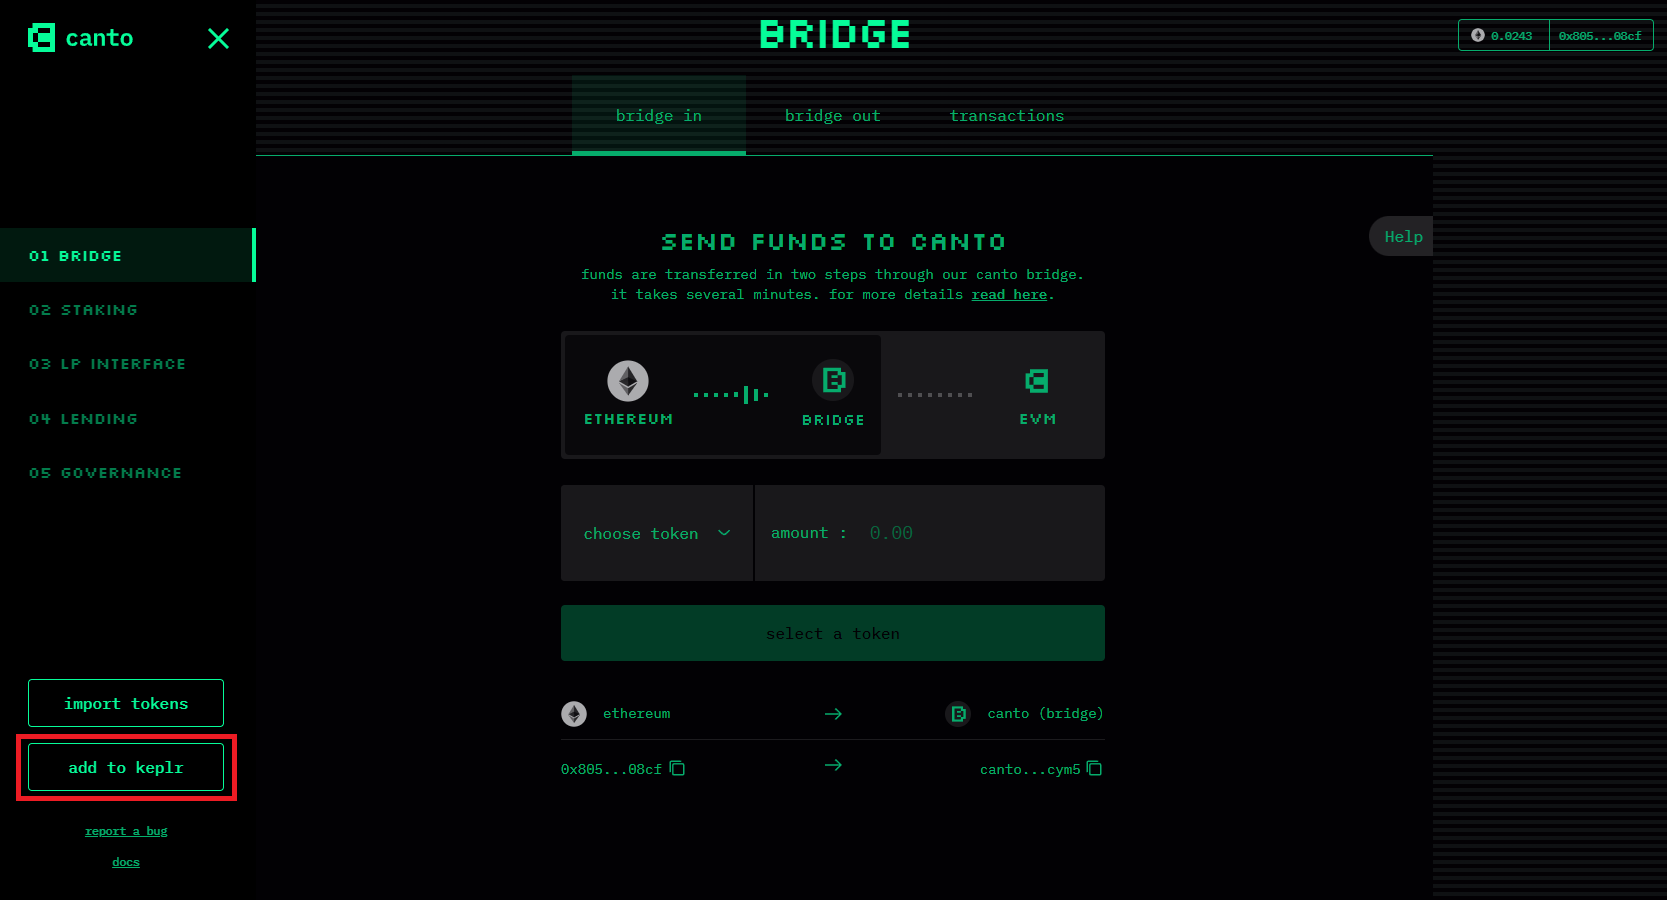 canto
BRIDGE
0.0243
0x805...08cf
bridge in
bridge out
transactions
01 BRIDGE
02 STAKING
03 LP INTERFACE
04 LENDING
05 GOVERNANCE
import tokens
add to keplr
report a bug
docs
Help
SEND FUNDS TO CANTO
funds are transferred in two steps through our canto bridge.
it takes several minutes. for more details read here.
ETHEREUM
BRIDGE
EVM
choose token
amount :
0.00
select a token
ethereum
canto (bridge)
0x805...08cf
canto...cym5